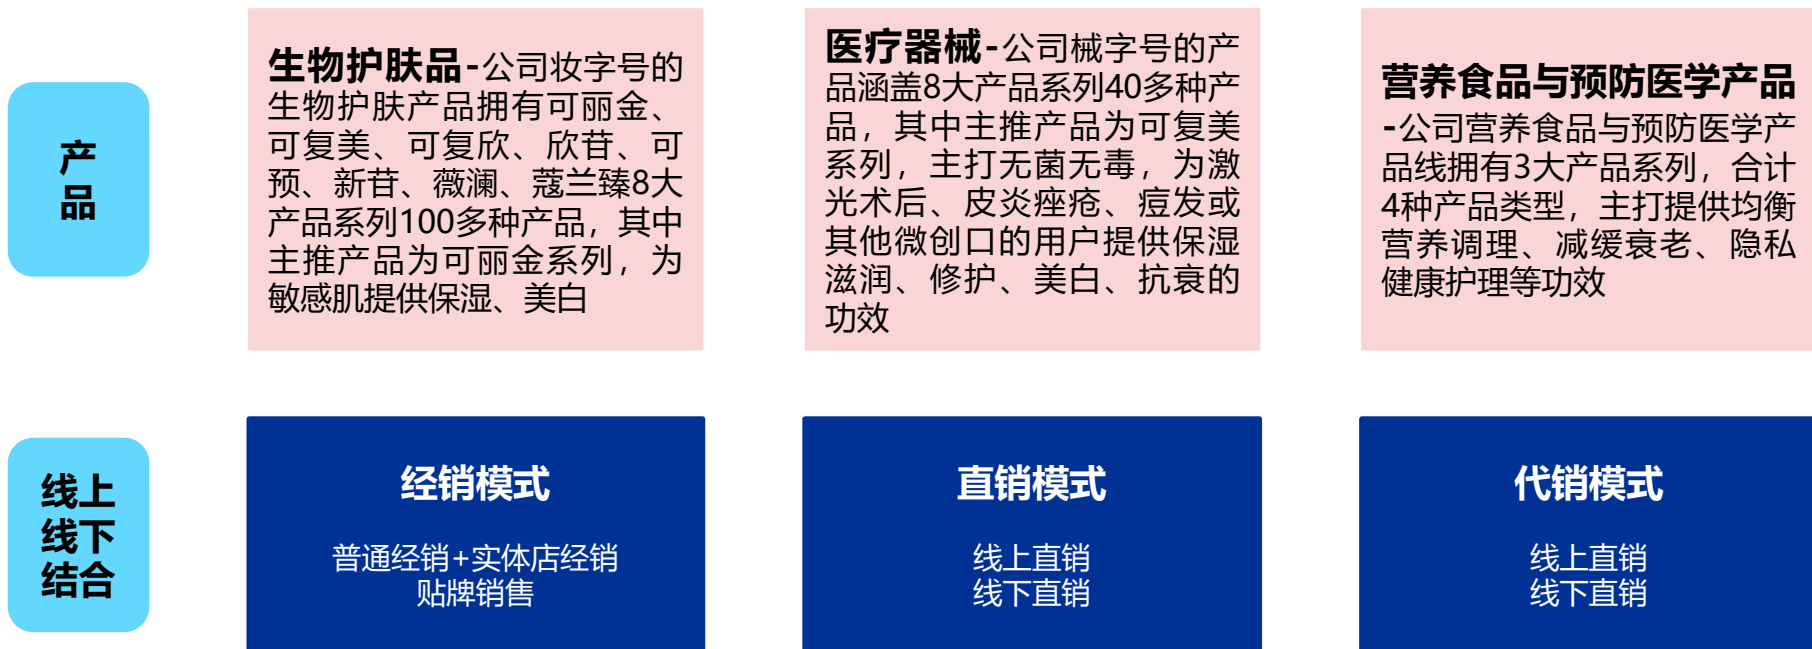 产
品
生物护肤品-公司妆字号的
生物护肤产品拥有可丽金、
可复美、可复欣、欣苷、可
预、新苷、薇澜、蔻兰臻8大
产品系列100多种产品，其中
主推产品为可丽金系列，为
敏感肌提供保湿、美白
医疗器械-公司械字号的产
品涵盖8大产品系列40多种产
品，其中主推产品为可复美
系列，主打无菌无毒，为激
光术后、皮炎痤疮、痘发或
其他微创口的用户提供保湿
滋润、修护、美白、抗衰的
功效
营养食品与预防医学产品
-公司营养食品与预防医学产
品线拥有3大产品系列，合计
4种产品类型，主打提供均衡
营养调理、减缓衰老、隐私
健康护理等功效
线上
线下
结合
经销模式
普通经销+实体店经销
贴牌销售
直销模式
线上直销
线下直销
代销模式
线上直销
线下直销